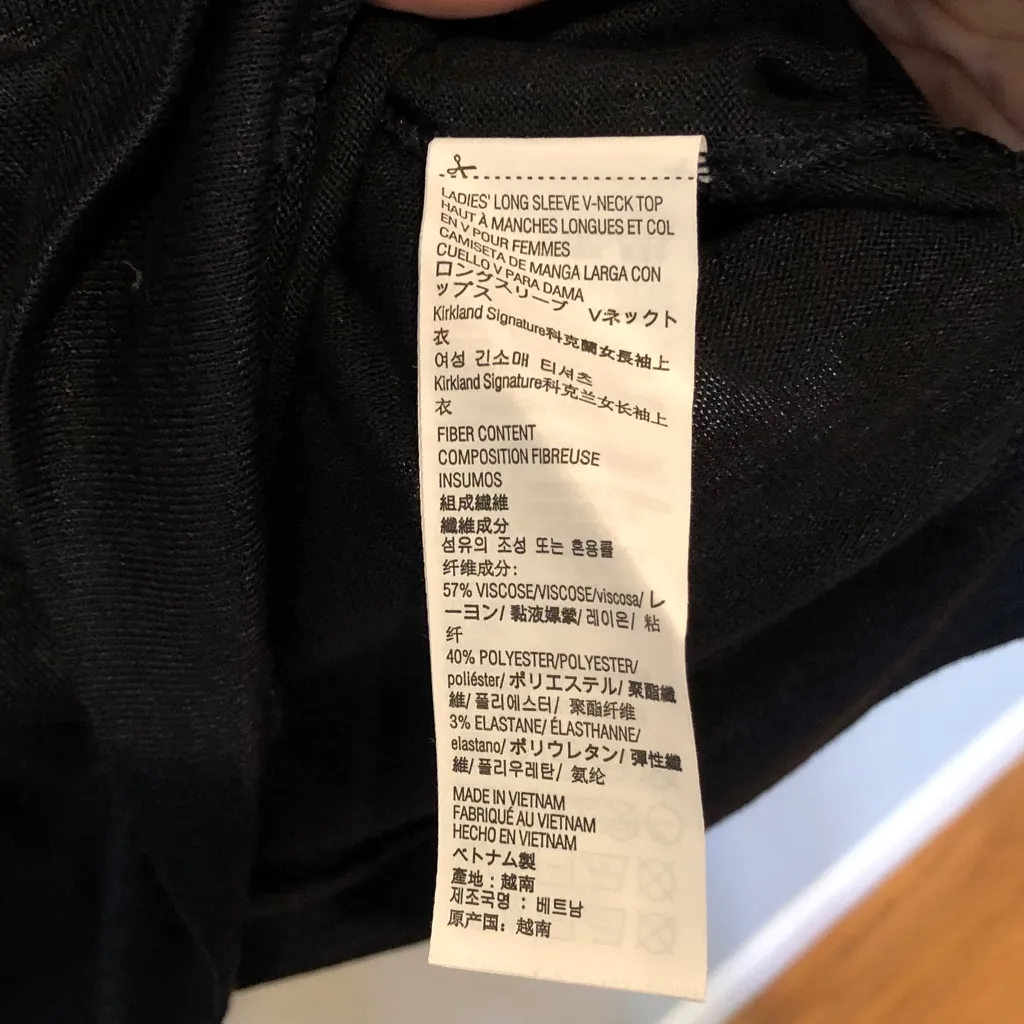 LADIES' LONG SLEEVE V-NECK TOP
HAUT À MANCHES LONGUES ET COL
EN V POUR FEMMES
CAMISETA DE MANGA LARGA CON
CUELLO V PARA DAMA
ロングスリーブ Vネックト
ップス
Kirkland Signature科克蘭女長袖上
衣
여성 긴소매 티셔츠
Kirkland Signature科克兰女长袖上
衣
FIBER CONTENT
COMPOSITION FIBREUSE
INSUMOS
組成繊維
纖維成分
섬유의 조성 또는 혼용률
纤维成分:
57% VISCOSE/VISCOSE/viscosa/ レ
ーヨン/ 黏液嫘縈/ 레이온/ 粘
纤
40% POLYESTER/POLYESTER/
poliéster/ ポリエステル/ 聚酯纖
維/ 폴리에스터/ 聚酯纤维
3% ELASTANE/ ÉLASTHANNE/
elastano/ ポリウレタン/ 彈性纖
維/ 폴리우레탄/ 氨纶
MADE IN VIETNAM
FABRIQUÉ AU VIETNAM
HECHO EN VIETNAM
ベトナム製
產地 : 越南
제조국명 : 베트남
原产国: 越南